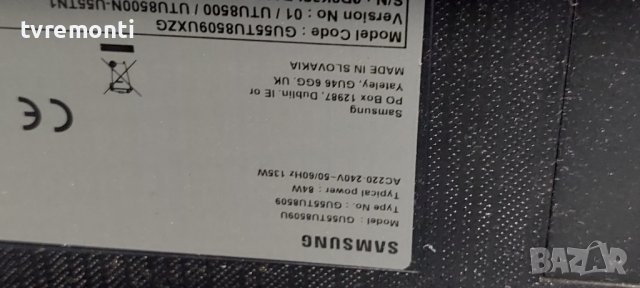 tvremonti
SAMSUNG
Model : GU55TU8509U
Type No. : GU55TU8509
Typical power : 84W
AC220-240V~50/60Hz 135W
Samsung
PO Box 12987, Dublin. IE or
Yateley, GU46 6GG. UK
MADE IN SLOVAKIA
CE
Model Code : GU55TU8509UXZG
Version No : 01 / UTU8500 / UTU8500N-U55TN1
BAZAR